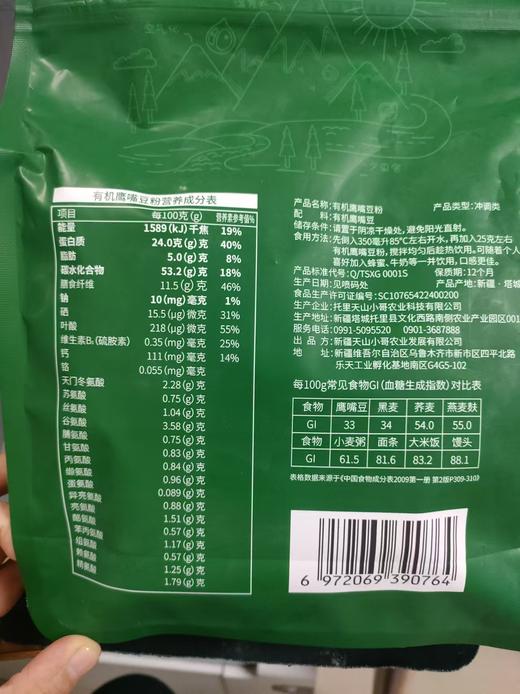 有机鹰嘴豆粉营养成分表
项目 每100克(g) 营养素参考值%
能量 1589(kJ)千焦 19%
蛋白质 24.0克(g)克 40%
脂肪 5.0(g)克 8%
碳水化合物 53.2(g)克 18%
膳食纤维 11.5(g)克 46%
钠 10(mg)毫克 1%
硒 15.5(μg)微克 31%
叶酸 218(μg)微克 55%
维生素B₁(硫胺素) 0.35(mg)毫克 25%
钙 111(mg)毫克 14%
铬 0.055(mg)毫克
天门冬氨酸 2.28(g)克
苏氨酸 0.75(g)克
丝氨酸 1.04(g)克
谷氨酸 3.58(g)克
脯氨酸 0.75(g)克
甘氨酸 0.83(g)克
丙氨酸 0.84(g)克
缬氨酸 0.96(g)克
蛋氨酸 0.089(g)克
异亮氨酸 0.88(g)克
亮氨酸 1.51(g)克
酪氨酸 0.57(g)克
苯丙氨酸 1.17(g)克
组氨酸 0.57(g)克
赖氨酸 1.25(g)克
精氨酸 1.79(g)克
产品名称:有机鹰嘴豆粉 产品类型:冲调类
配 料:有机鹰嘴豆
储存条件:请置于阴凉干燥处,避免阳光直射。
食用方法:先倒入350毫升85°C左右开水,再加入25克左右
有机鹰嘴豆粉,搅拌均匀后趁热饮用。可随着个人
喜好加入蜂蜜、牛奶等一并饮用,口感更佳。
产品标准代号:Q/TSXG 0001S 保质期:12个月
生产日期:见喷码处 产地:新疆·塔城
食品生产许可证编号:SC10765422400200
生产企业:托里天山小哥农业科技有限公司
地 址:新疆塔城托里县文化西路南侧农业产业园区001
服务电话:0991-5095520 0901-3687888
出 品 方:新疆天山小哥农业发展有限公司
地 址:新疆维吾尔自治区乌鲁木齐市新市区四平北路
乐天工业孵化基地南区G4G5-102
每100g常见食物GI(血糖生成指数)对比表
食物 鹰嘴豆 黑麦 荞麦 燕麦麸
GI 33 34 54.0 55.0
食物 小麦粥 面条 大米饭 馒头
GI 61.5 81.6 83.2 88.1
表格数据来源于《中国食物成分表2009第一册 第2版P309-310》
6 972069 390764